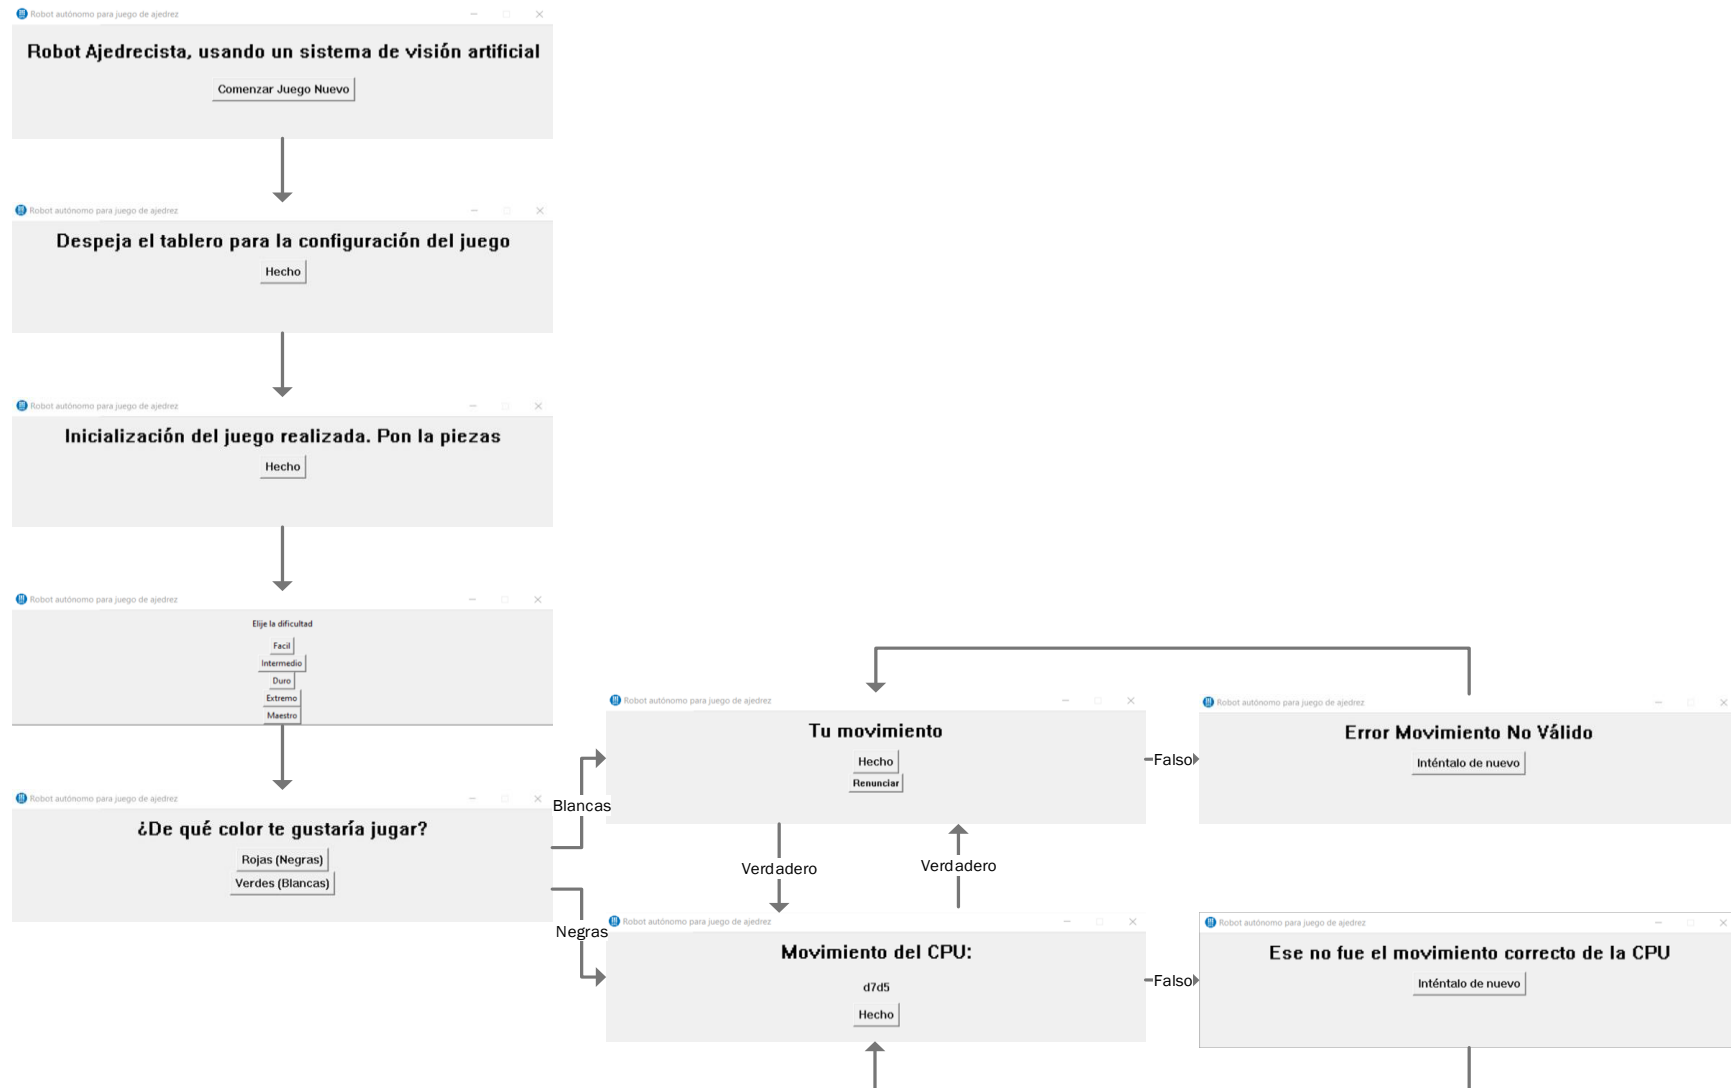 Robot autónomo para juego de ajedrez
Robot Ajedrecista, usando un sistema de visión artificial
Comenzar Juego Nuevo
Robot autónomo para juego de ajedrez
Despeja el tablero para la configuración del juego
Hecho
Robot autónomo para juego de ajedrez
Inicialización del juego realizada. Pon la piezas
Hecho
Robot autónomo para juego de ajedrez
Elije la dificultad
Facil
Intermedio
Duro
Extremo
Maestro
Robot autónomo para juego de ajedrez
¿De qué color te gustaría jugar?
Rojas (Negras)
Verdes (Blancas)
Blancas
Negras
Robot autónomo para juego de ajedrez
Tu movimiento
Hecho
Renunciar
Falso
Robot autónomo para juego de ajedrez
Error Movimiento No Válido
Inténtalo de nuevo
Verdadero
Verdadero
Robot autónomo para juego de ajedrez
Movimiento del CPU:
d7d5
Hecho
Falso
Robot autónomo para juego de ajedrez
Ese no fue el movimiento correcto de la CPU
Inténtalo de nuevo